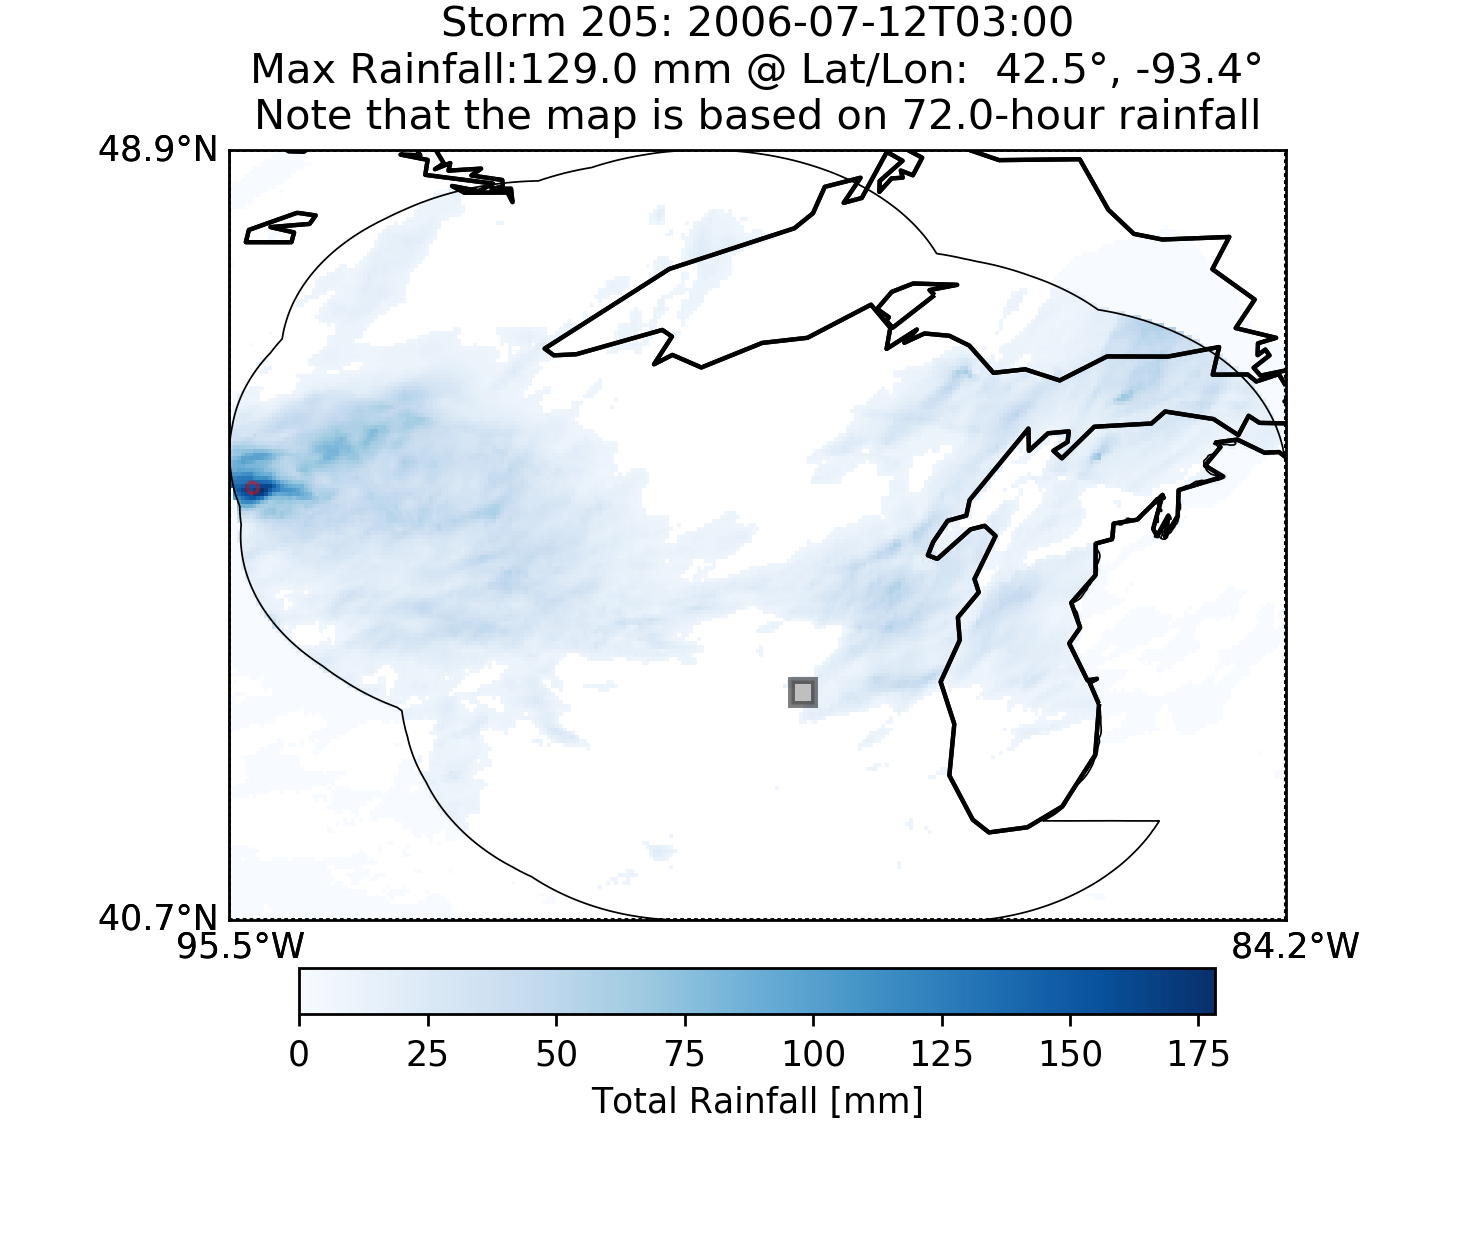 Storm 205: 2006-07-12T03:00
Max Rainfall:129.0 mm @ Lat/Lon:  42.5°, -93.4°
Note that the map is based on 72.0-hour rainfall
48.9°N
40.7°N
95.5°W 84.2°W
0 25 50 75 100 125 150 175
Total Rainfall [mm]